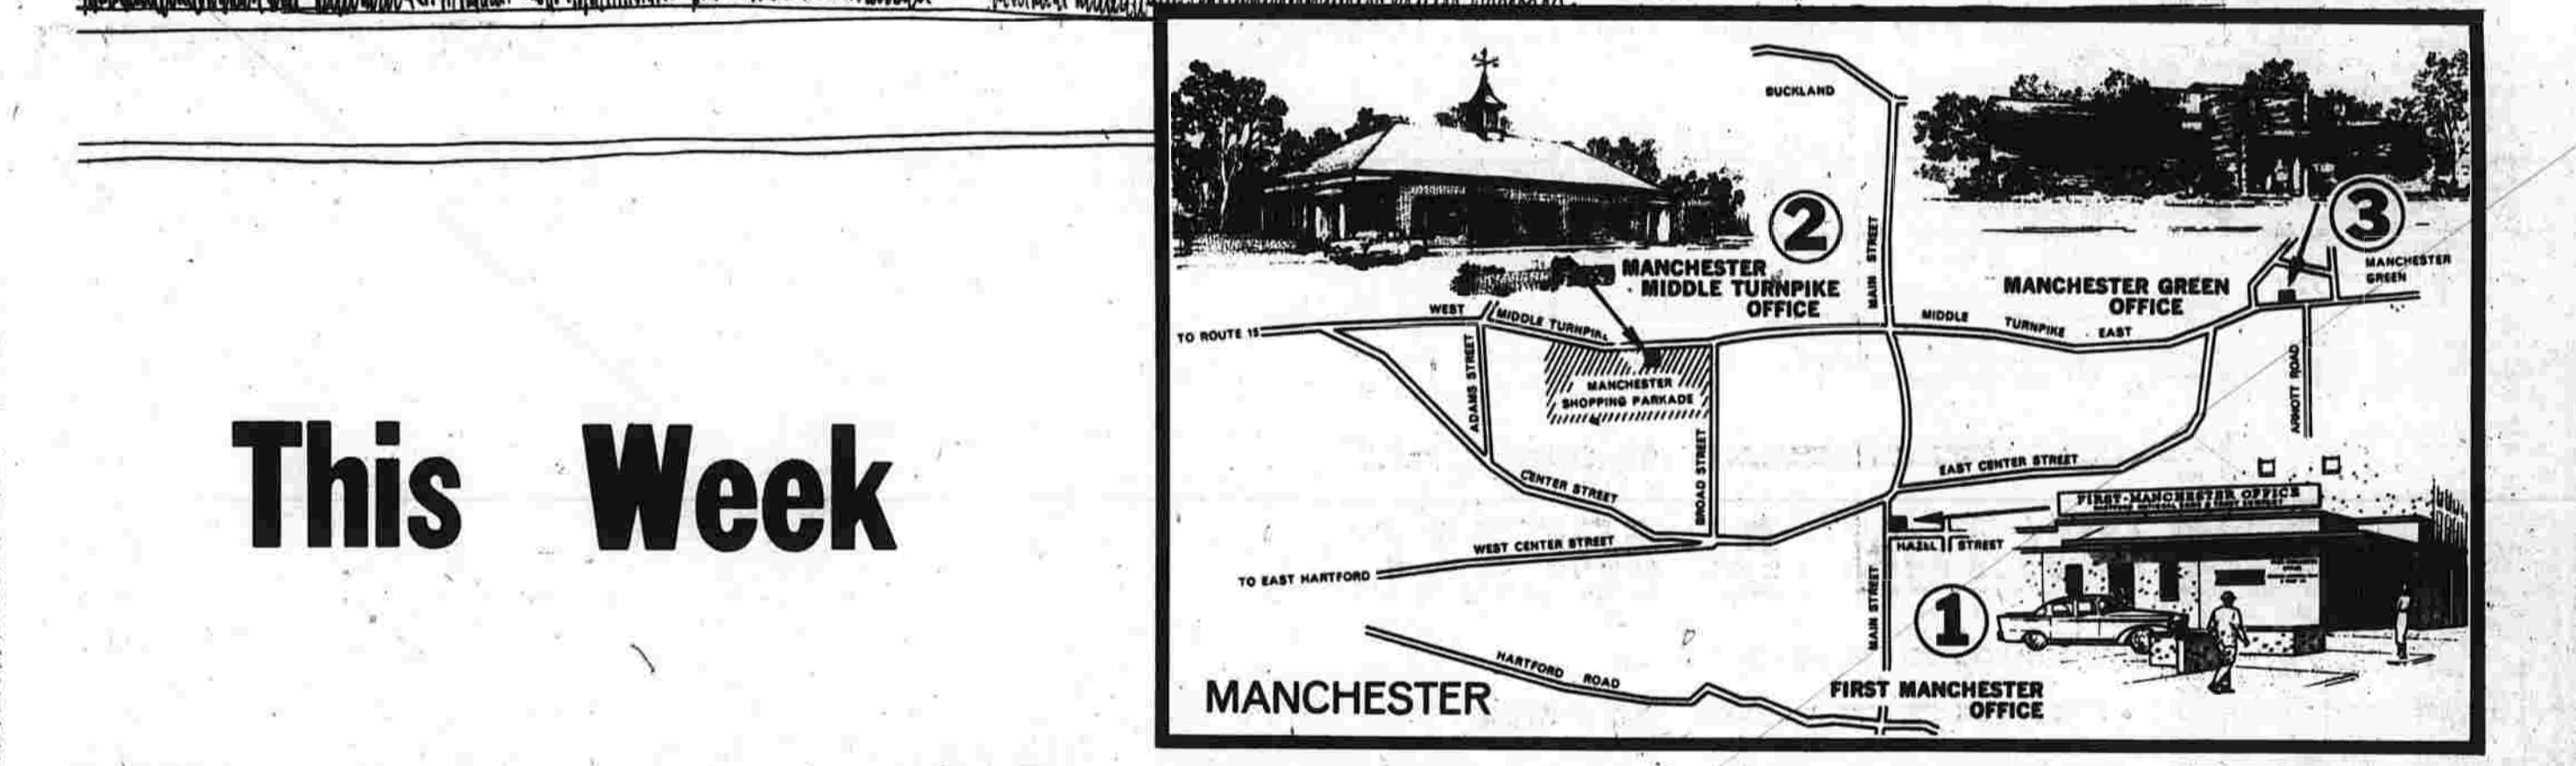 This Week
BUCKLAND
2
3
MAIN STREET
MANCHESTER
MIDDLE TURNPIKE
OFFICE
MANCHESTER GREEN
OFFICE
MANCHESTER
GREEN
TO ROUTE 15
WEST
MIDDLE
MIDDLE TURNPIKE EAST
ADAMS STREET
MANCHESTER
SHOPPING PARKADE
BROAD STREET
ARNOTT ROAD
CENTER STREET
EAST CENTER STREET
FIRST MANCHESTER OFFICE
WEST CENTER STREET
HAZEL STREET
TO EAST HARTFORD
MAIN STREET
1
HARTFORD ROAD
MANCHESTER
FIRST MANCHESTER
OFFICE